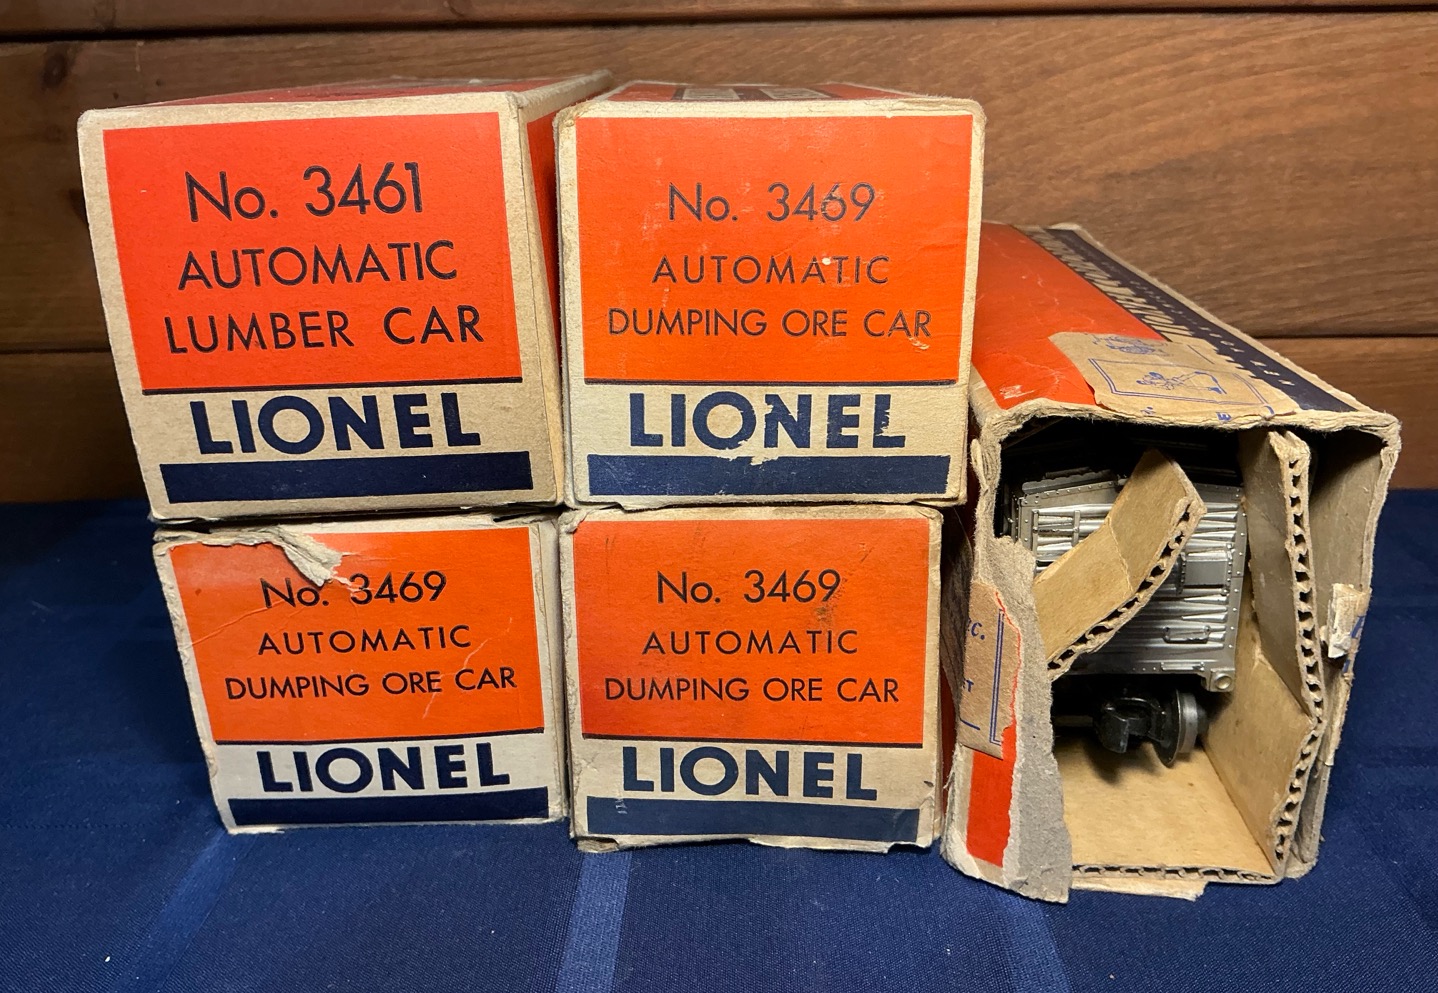 No. 3461
AUTOMATIC
LUMBER CAR
LIONEL
No. 3469
AUTOMATIC
DUMPING ORE CAR
LIONEL
No. 3469
AUTOMATIC
DUMPING ORE CAR
LIONEL
No. 3469
AUTOMATIC
DUMPING ORE CAR
LIONEL